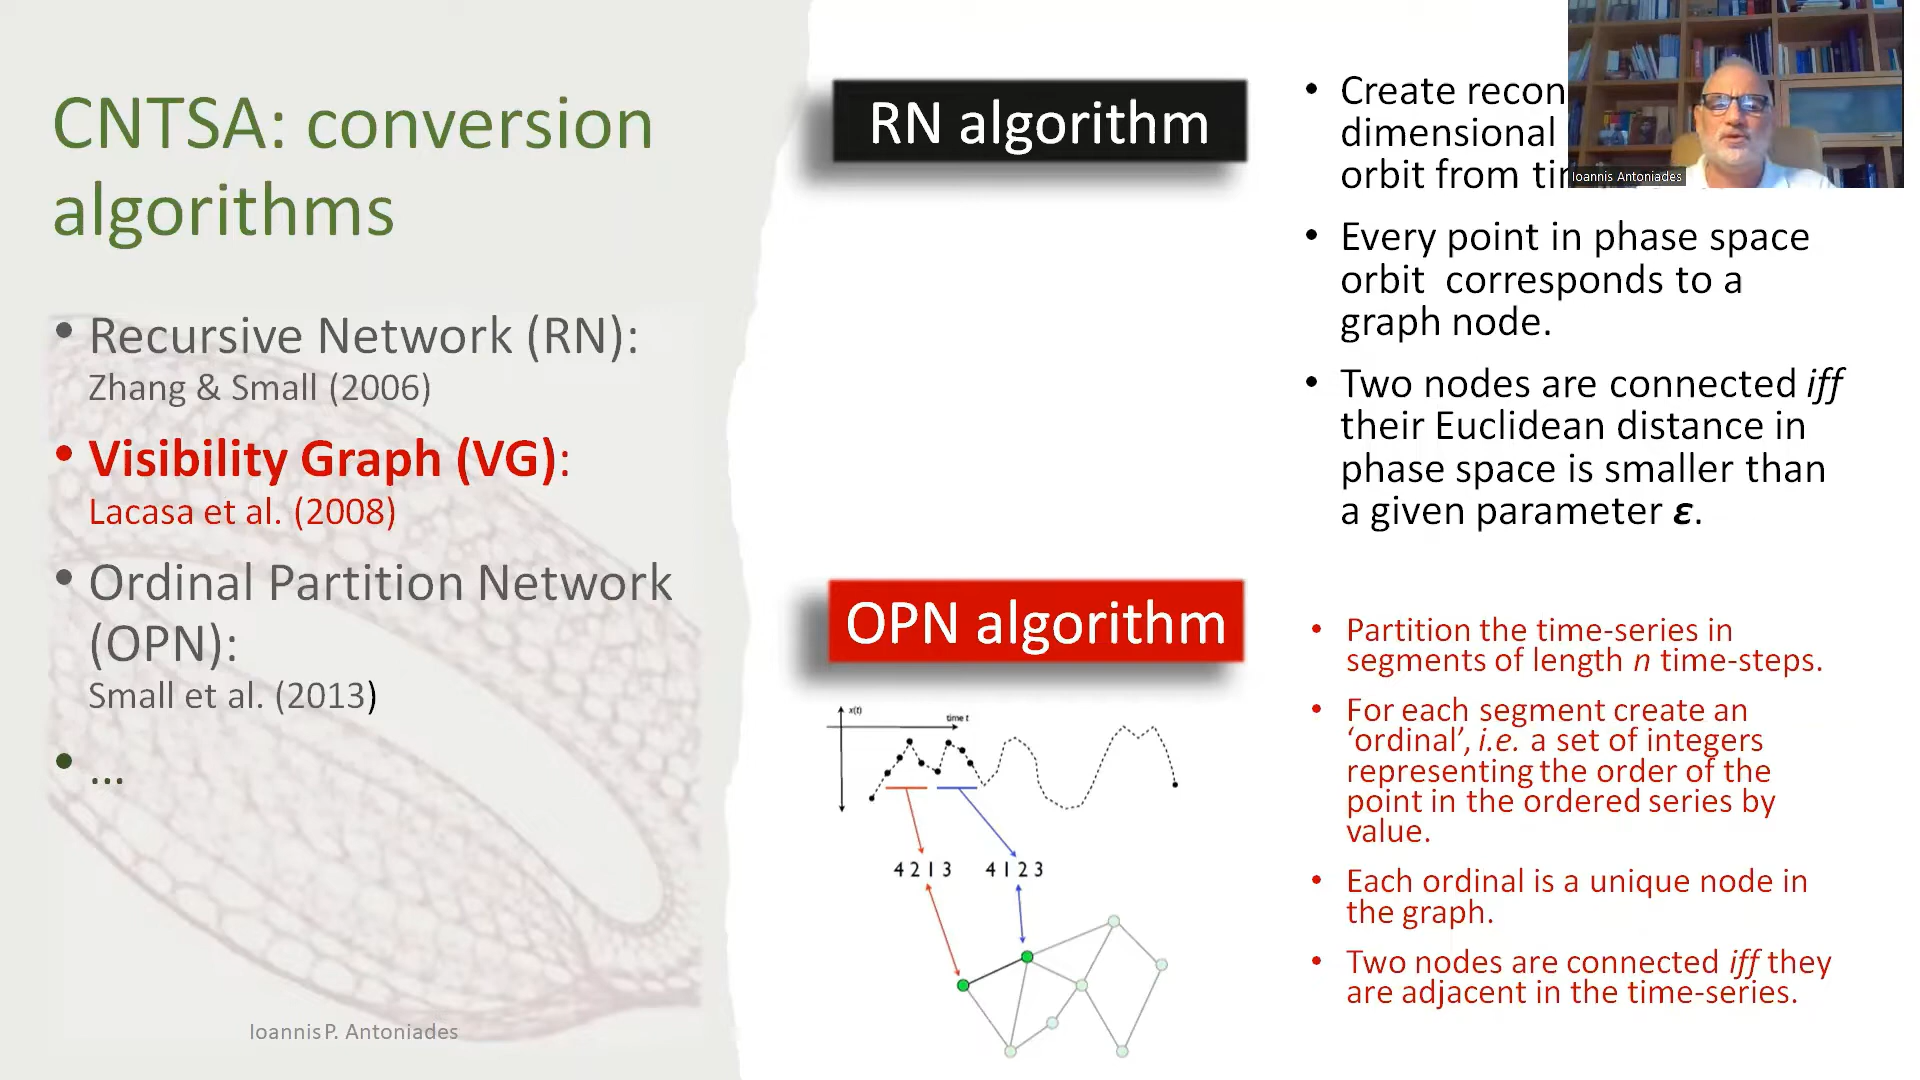 CNTSA: conversion
algorithms
• Recursive Network (RN):
Zhang & Small (2006)
• Visibility Graph (VG):
Lacasa et al. (2008)
• Ordinal Partition Network
(OPN):
Small et al. (2013)
• ...
Ioannis P. Antoniades
RN algorithm
• Create recon
dimensional
orbit from
• Every point in phase space
orbit corresponds to a
graph node.
• Two nodes are connected iff
their Euclidean distance in
phase space is smaller than
a given parameter ε.
Ioannis Antoniades
OPN algorithm
x(t)
time t
4 2 1 3
4 1 2 3
• Partition the time-series in
segments of length n time-steps.
• For each segment create an
‘ordinal’, i.e. a set of integers
representing the order of the
point in the ordered series by
value.
• Each ordinal is a unique node in
the graph.
• Two nodes are connected iff they
are adjacent in the time-series.